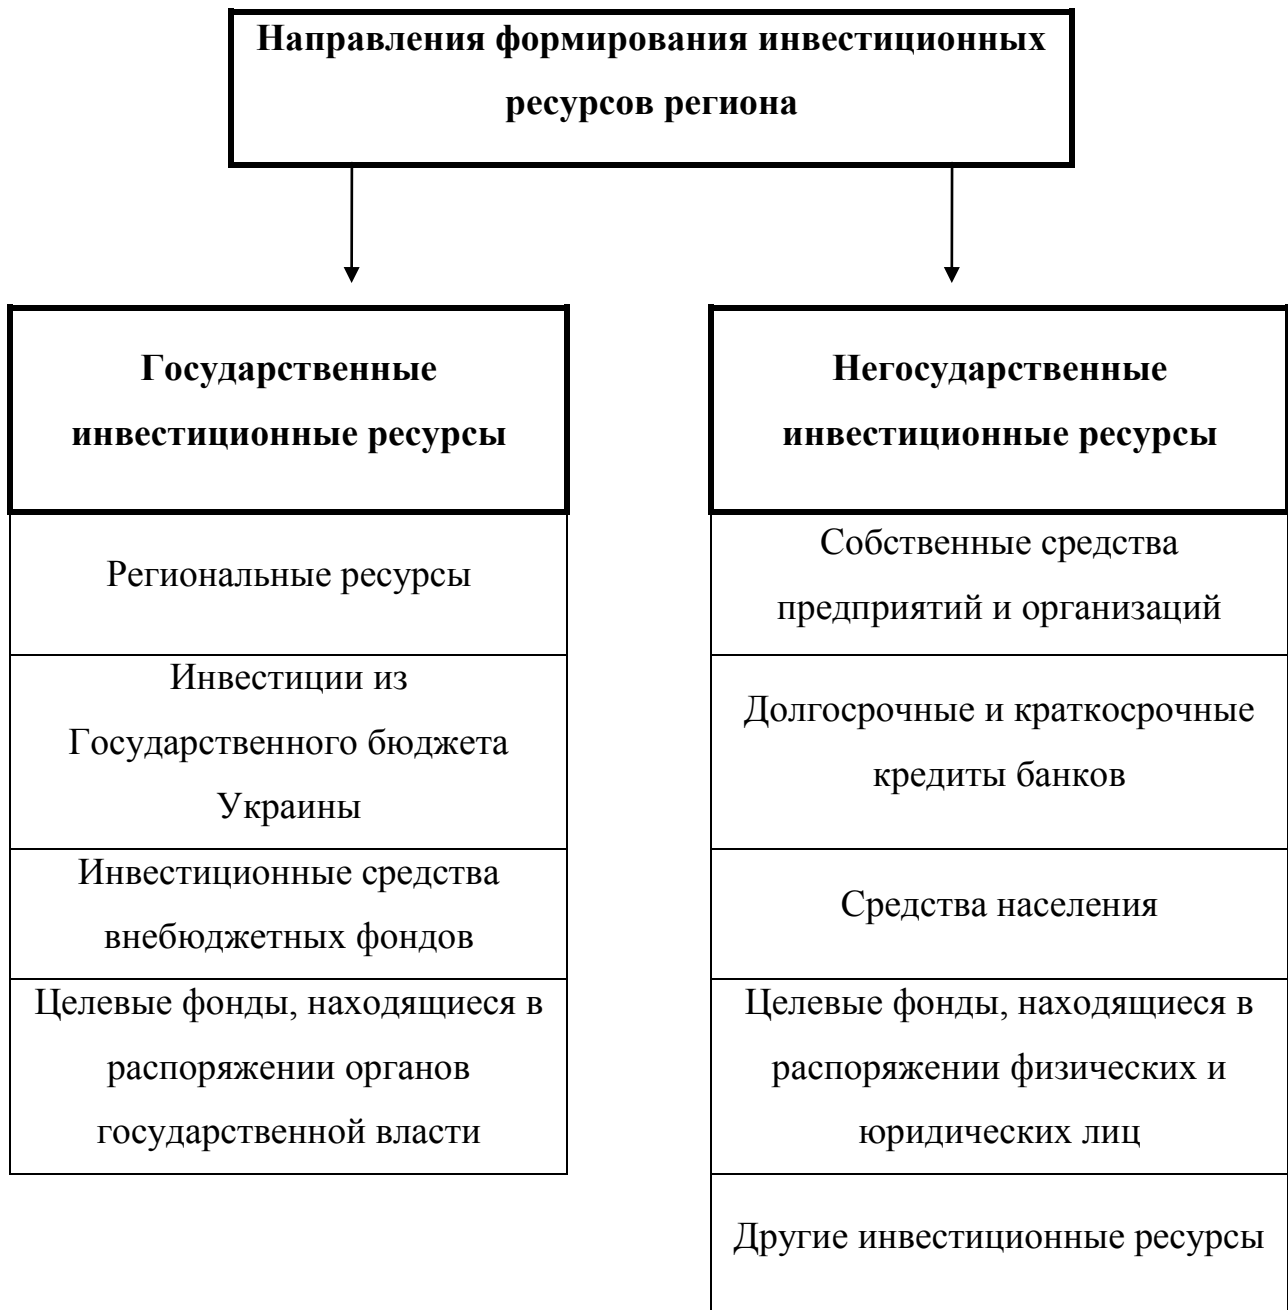 Направления формирования инвестиционных
ресурсов региона
Государственные
инвестиционные ресурсы
Региональные ресурсы
Инвестиции из
Государственного бюджета
Украины
Инвестиционные средства
внебюджетных фондов
Целевые фонды, находящиеся в
распоряжении органов
государственной власти
Негосударственные
инвестиционные ресурсы
Собственные средства
предприятий и организаций
Долгосрочные и краткосрочные
кредиты банков
Средства населения
Целевые фонды, находящиеся в
распоряжении физических и
юридических лиц
Другие инвестиционные ресурсы